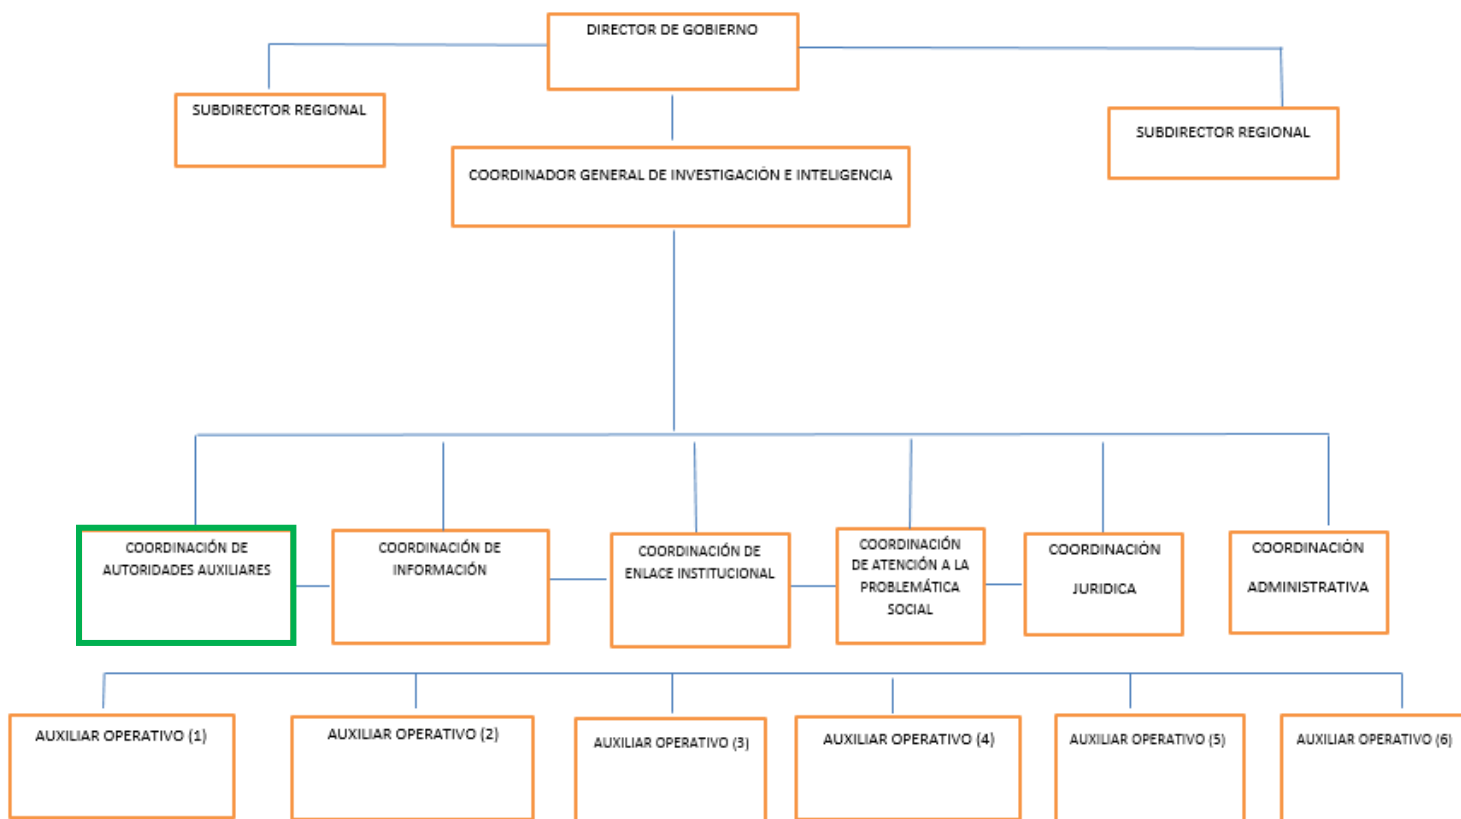 DIRECTOR DE GOBIERNO
SUBDIRECTOR REGIONAL
SUBDIRECTOR REGIONAL
COORDINADOR GENERAL DE INVESTIGACIÓN E INTELIGENCIA
COORDINACIÓN DE
AUTORIDADES AUXILIARES
COORDINACIÓN DE
INFORMACIÓN
COORDINACIÓN DE
ENLACE INSTITUCIONAL
COORDINACIÓN
DE ATENCIÓN A LA
PROBLEMÁTICA
SOCIAL
COORDINACIÓN
JURIDICA
COORDINACIÓN
ADMINISTRATIVA
AUXILIAR OPERATIVO (1)
AUXILIAR OPERATIVO (2)
AUXILIAR OPERATIVO (3)
AUXILIAR OPERATIVO (4)
AUXILIAR OPERATIVO (5)
AUXILIAR OPERATIVO (6)